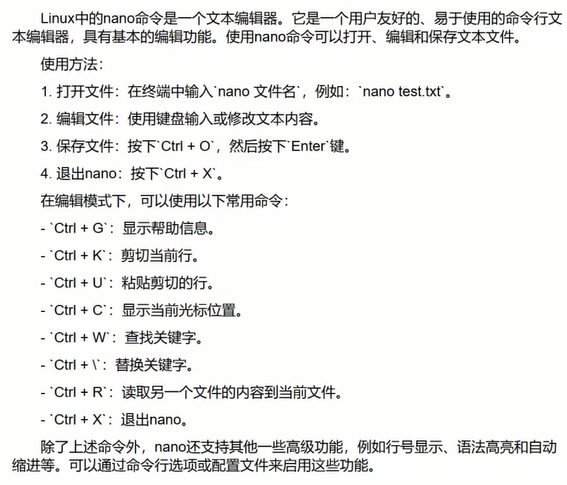 Linux中的nano命令是一个文本编辑器。它是一个用户友好的、易于使用的命令行文
本编辑器，具有基本的编辑功能。使用nano命令可以打开、编辑和保存文本文件。
使用方法：
1. 打开文件：在终端中输入`nano 文件名`，例如：`nano test.txt`。
2. 编辑文件：使用键盘输入或修改文本内容。
3. 保存文件：按下`Ctrl + O`，然后按下`Enter`键。
4. 退出nano：按下`Ctrl + X`。
在编辑模式下，可以使用以下常用命令：
- `Ctrl + G`：显示帮助信息。
- `Ctrl + K`：剪切当前行。
- `Ctrl + U`：粘贴剪切的行。
- `Ctrl + C`：显示当前光标位置。
- `Ctrl + W`：查找关键字。
- `Ctrl + \`：替换关键字。
- `Ctrl + R`：读取另一个文件的内容到当前文件。
- `Ctrl + X`：退出nano。
除了上述命令外，nano还支持其他一些高级功能，例如行号显示、语法高亮和自动
缩进等。可以通过命令行选项或配置文件来启用这些功能。